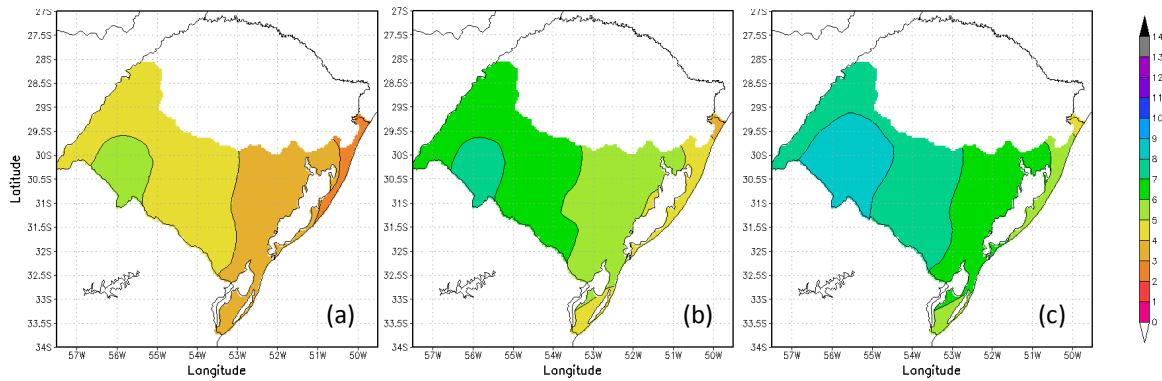 27S
27.5S
28S
28.5S
29S
29.5S
30S
30.5S
31S
31.5S
32S
32.5S
33S
33.5S
34S
57W 56W 55W 54W 53W 52W 51W 50W
Latitude
Longitude
(a)
27S
27.5S
28S
28.5S
29S
29.5S
30S
30.5S
31S
31.5S
32S
32.5S
33S
33.5S
34S
57W 56W 55W 54W 53W 52W 51W 50W
Longitude
(b)
27S
27.5S
28S
28.5S
29S
29.5S
30S
30.5S
31S
31.5S
32S
32.5S
33S
33.5S
34S
57W 56W 55W 54W 53W 52W 51W 50W
Longitude
(c)
14
13
12
11
10
9
8
7
6
5
4
3
2
1
0